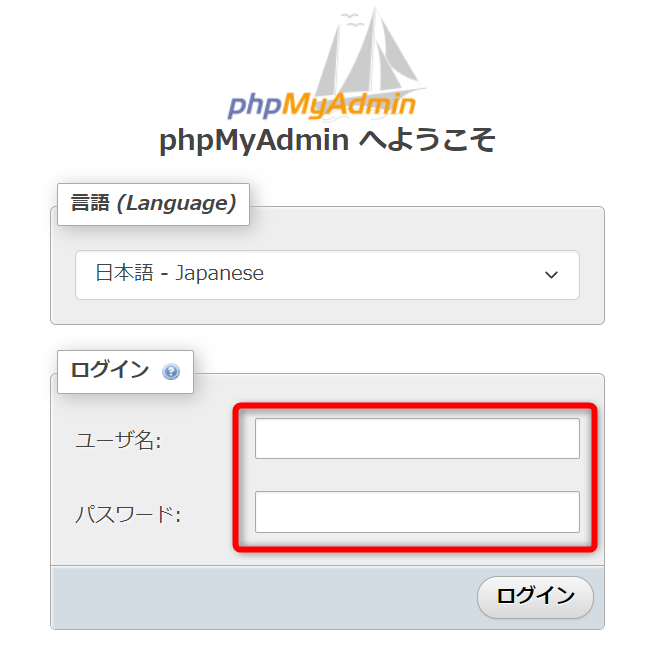 phpMyAdmin
phpMyAdmin へようこそ
言語 (Language)
日本語 - Japanese
ログイン
ユーザ名:
パスワード:
ログイン